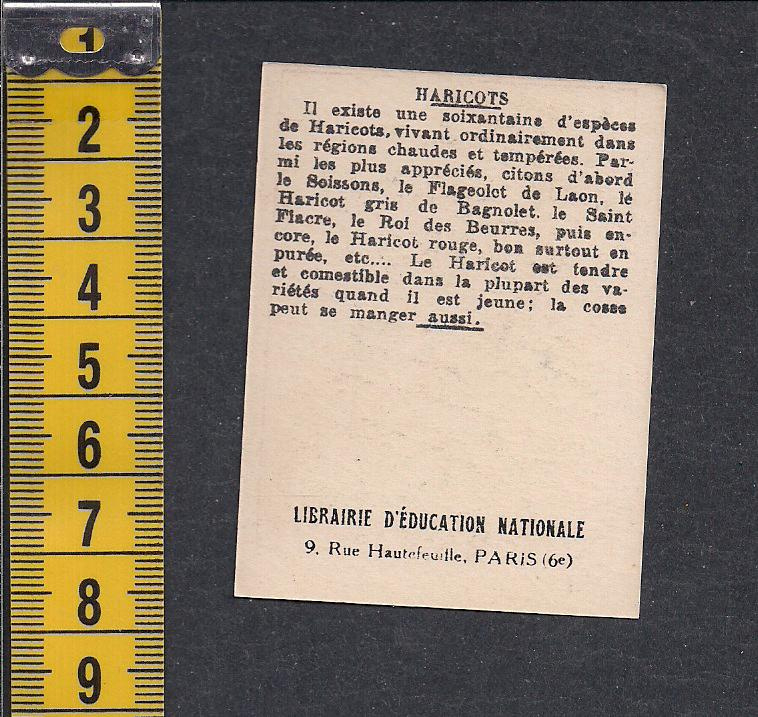 1
2
3
4
5
6
7
8
9
HARICOTS
Il existe une soixantaine d'espèces
de Haricots, vivant ordinairement dans
les régions chaudes et tempérées. Par-
mi les plus appréciés, citons d'abord
le Soissons, le Flageolet de Laon, le
Haricot gris de Bagnolet. le Saint
Fiacre, le Roi des Beurres, puis en-
core, le Haricot rouge, bon surtout en
purée, etc.... Le Haricot est tendre
et comestible dans la plupart des va-
riétés quand il est jeune; la cosse
peut se manger aussi.
LIBRAIRIE D'ÉDUCATION NATIONALE
9. Rue Hautefeuille, PARIS (6e)